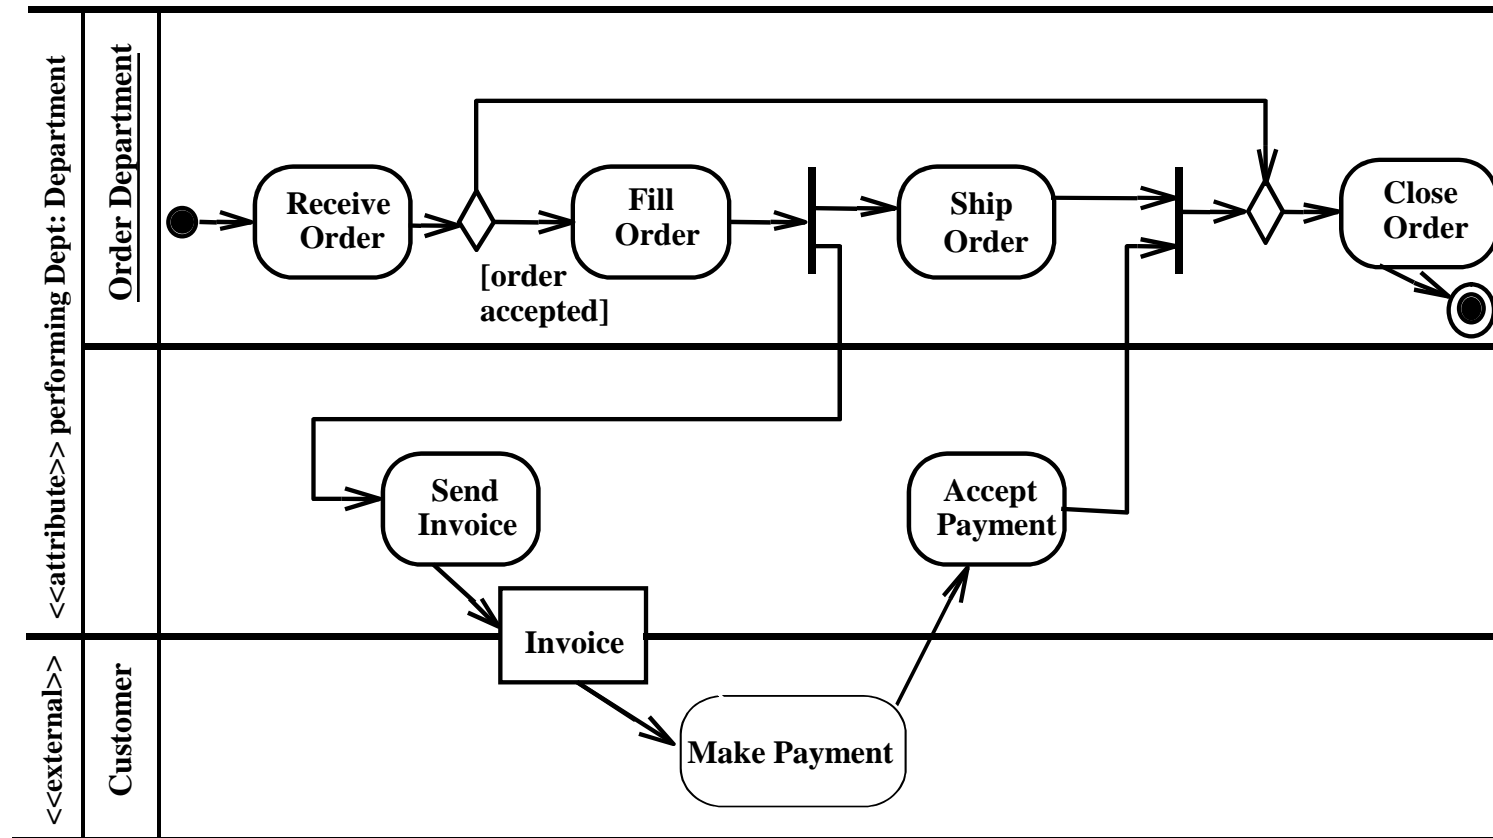 <<attribute>> performing Dept: Department
Order Department
Receive
Order
Fill
Order
[order
accepted]
Ship
Order
Close
Order
Send
Invoice
Accept
Payment
Invoice
<<external>>
Customer
Make Payment